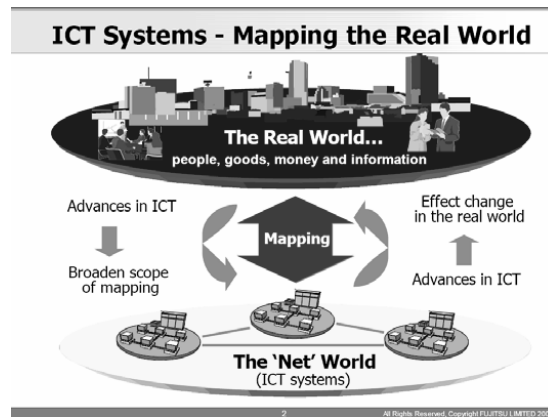 ICT Systems - Mapping the Real World
The Real World...
people, goods, money and information
Advances in ICT
Broaden scope
of mapping
Mapping
Effect change
in the real world
Advances in ICT
The ‘Net’ World
(ICT systems)
2
All Rights Reserved, Copyright FUJITSU LIMITED